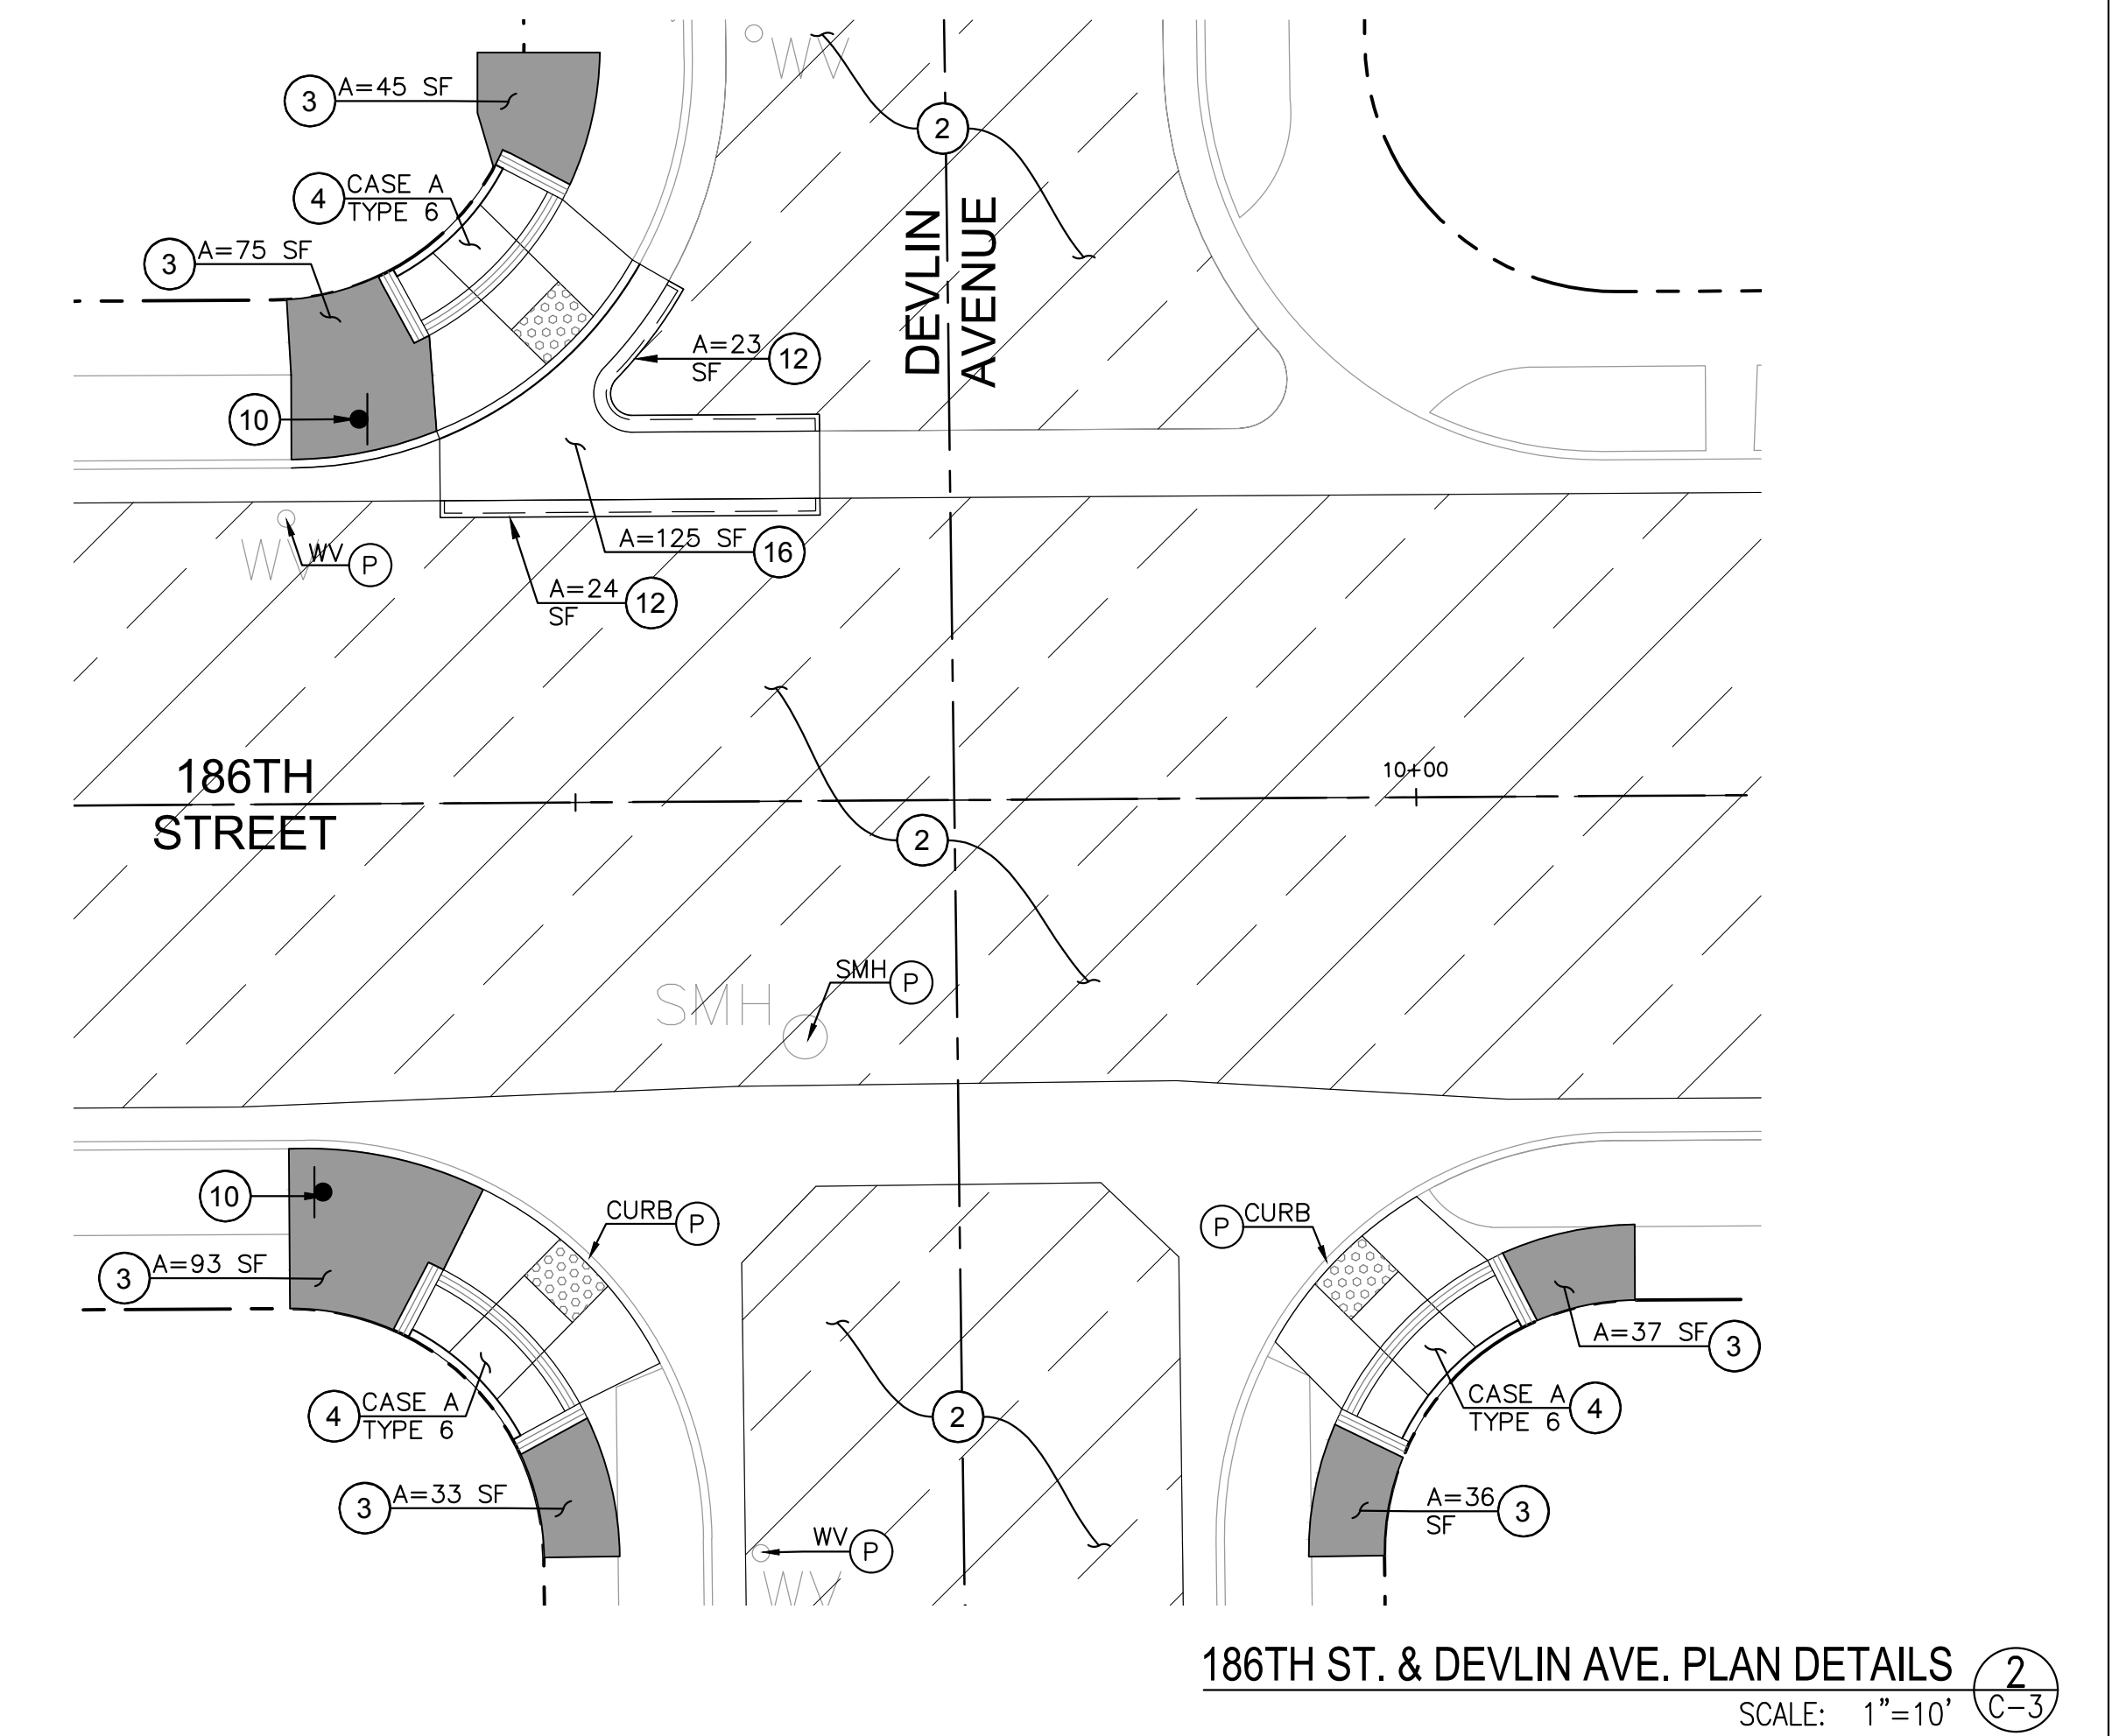 WV
3 A=45 SF
2
4 CASE A
TYPE 6
3 A=75 SF
DEVLIN
AVENUE
A=23 12
SF
10
WV P
WV
A=125 SF 16
A=24 12
SF
186TH
STREET
10+00
2
SMH P
SMH
10
CURB P
P CURB
3 A=93 SF
A=37 SF 3
4 CASE A
TYPE 6
2
CASE A 4
TYPE 6
3 A=33 SF
A=36 3
SF
WV P
WV
186TH ST. & DEVLIN AVE. PLAN DETAILS 2
C-3
SCALE: 1"=10'